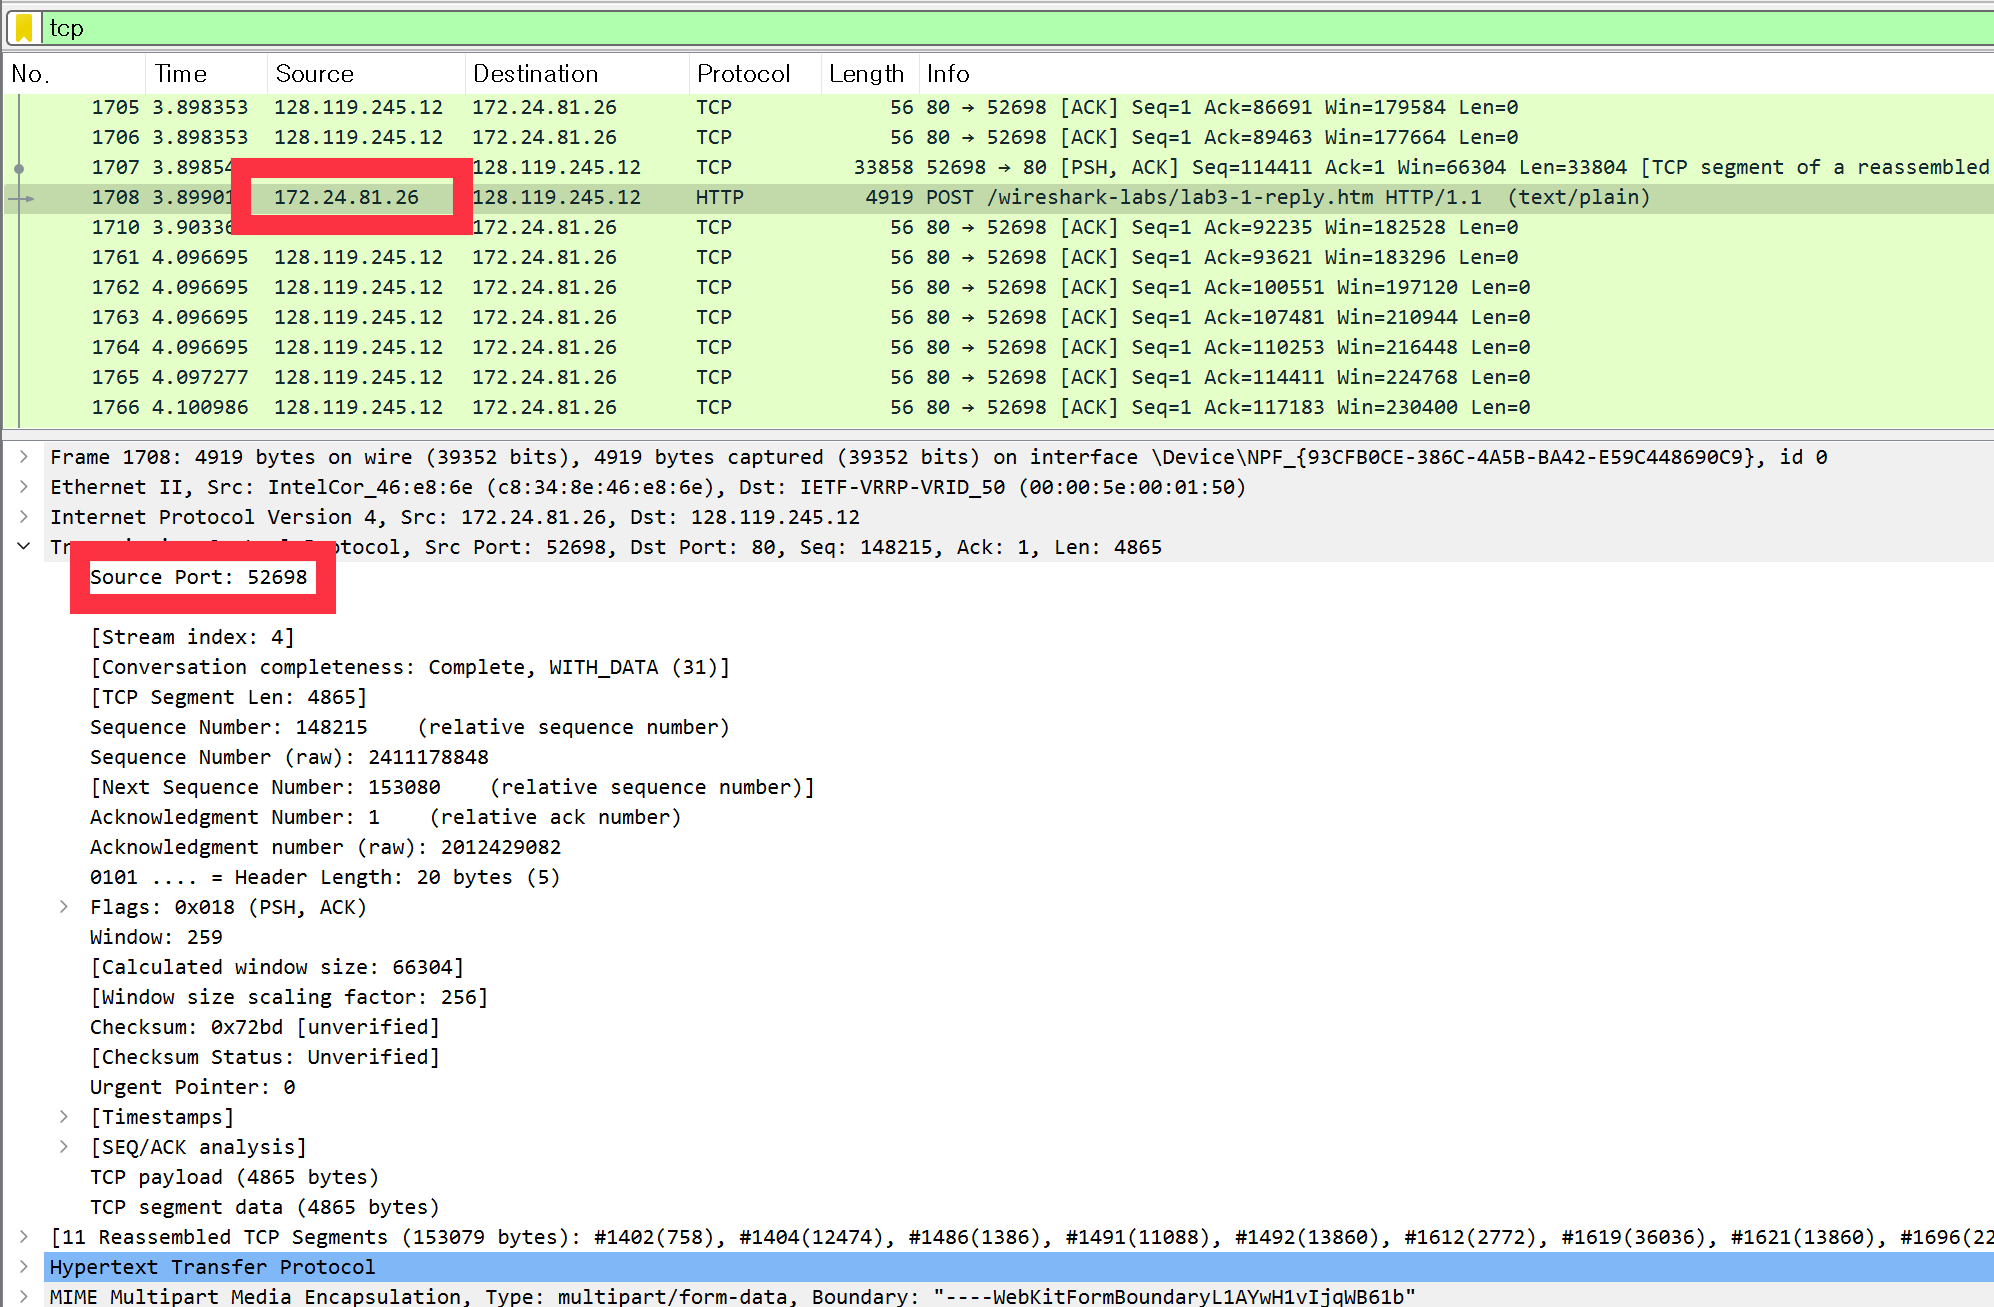 tcp
No. Time Source Destination Protocol Length Info
1705 3.898353 128.119.245.12 172.24.81.26 TCP 56 80 → 52698 [ACK] Seq=1 Ack=86691 Win=179584 Len=0
1706 3.898353 128.119.245.12 172.24.81.26 TCP 56 80 → 52698 [ACK] Seq=1 Ack=89463 Win=177664 Len=0
1707 3.89854 128.119.245.12 TCP 33858 52698 → 80 [PSH, ACK] Seq=114411 Ack=1 Win=66304 Len=33804 [TCP segment of a reassembled
1708 3.89901 172.24.81.26 128.119.245.12 HTTP 4919 POST /wireshark-labs/lab3-1-reply.htm HTTP/1.1 (text/plain)
1710 3.90336 172.24.81.26 TCP 56 80 → 52698 [ACK] Seq=1 Ack=92235 Win=182528 Len=0
1761 4.096695 128.119.245.12 172.24.81.26 TCP 56 80 → 52698 [ACK] Seq=1 Ack=93621 Win=183296 Len=0
1762 4.096695 128.119.245.12 172.24.81.26 TCP 56 80 → 52698 [ACK] Seq=1 Ack=100551 Win=197120 Len=0
1763 4.096695 128.119.245.12 172.24.81.26 TCP 56 80 → 52698 [ACK] Seq=1 Ack=107481 Win=210944 Len=0
1764 4.096695 128.119.245.12 172.24.81.26 TCP 56 80 → 52698 [ACK] Seq=1 Ack=110253 Win=216448 Len=0
1765 4.097277 128.119.245.12 172.24.81.26 TCP 56 80 → 52698 [ACK] Seq=1 Ack=114411 Win=224768 Len=0
1766 4.100986 128.119.245.12 172.24.81.26 TCP 56 80 → 52698 [ACK] Seq=1 Ack=117183 Win=230400 Len=0
Frame 1708: 4919 bytes on wire (39352 bits), 4919 bytes captured (39352 bits) on interface \Device\NPF_{93CFB0CE-386C-4A5B-BA42-E59C448690C9}, id 0
Ethernet II, Src: IntelCor_46:e8:6e (c8:34:8e:46:e8:6e), Dst: IETF-VRRP-VRID_50 (00:00:5e:00:01:50)
Internet Protocol Version 4, Src: 172.24.81.26, Dst: 128.119.245.12
Protocol, Src Port: 52698, Dst Port: 80, Seq: 148215, Ack: 1, Len: 4865
Source Port: 52698
[Stream index: 4]
[Conversation completeness: Complete, WITH_DATA (31)]
[TCP Segment Len: 4865]
Sequence Number: 148215 (relative sequence number)
Sequence Number (raw): 2411178848
[Next Sequence Number: 153080 (relative sequence number)]
Acknowledgment Number: 1 (relative ack number)
Acknowledgment number (raw): 2012429082
0101 .... = Header Length: 20 bytes (5)
Flags: 0x018 (PSH, ACK)
Window: 259
[Calculated window size: 66304]
[Window size scaling factor: 256]
Checksum: 0x72bd [unverified]
[Checksum Status: Unverified]
Urgent Pointer: 0
[Timestamps]
[SEQ/ACK analysis]
TCP payload (4865 bytes)
TCP segment data (4865 bytes)
[11 Reassembled TCP Segments (153079 bytes): #1402(758), #1404(12474), #1486(1386), #1491(11088), #1492(13860), #1612(2772), #1619(36036), #1621(13860), #1696(22
Hypertext Transfer Protocol
MIME Multipart Media Encapsulation, Type: multipart/form-data, Boundary: "----WebKitFormBoundaryL1AYwH1vIjqWB61b"